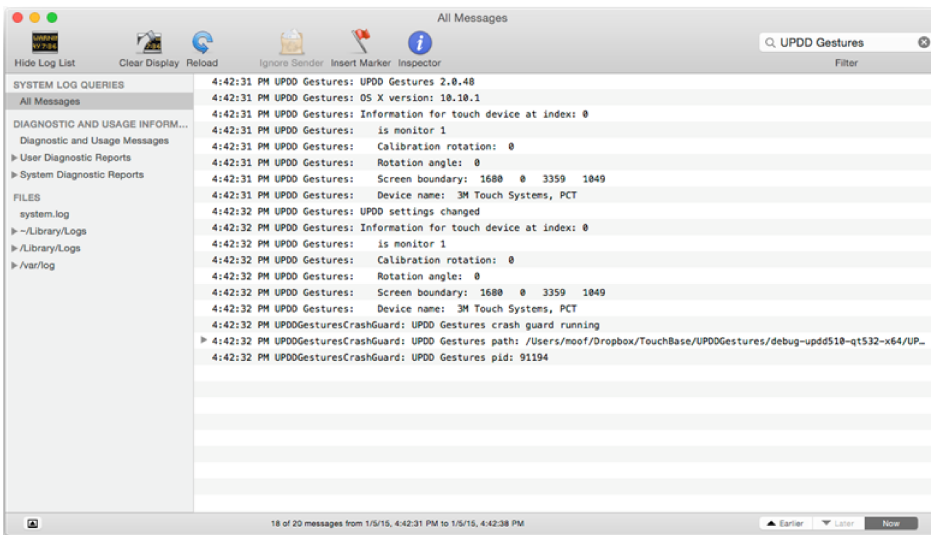 All Messages
Hide Log List
Clear Display
Reload
Ignore Sender
Insert Marker
Inspector
UPDD Gestures
Filter
SYSTEM LOG QUERIES
All Messages
DIAGNOSTIC AND USAGE INFORM...
Diagnostic and Usage Messages
User Diagnostic Reports
System Diagnostic Reports
FILES
system.log
~/Library/Logs
/Library/Logs
/var/log
4:42:31 PM UPDD Gestures: UPDD Gestures 2.0.48
4:42:31 PM UPDD Gestures: OS X version: 10.10.1
4:42:31 PM UPDD Gestures: Information for touch device at index: 0
4:42:31 PM UPDD Gestures: is monitor 1
4:42:31 PM UPDD Gestures: Calibration rotation: 0
4:42:31 PM UPDD Gestures: Rotation angle: 0
4:42:31 PM UPDD Gestures: Screen boundary: 1680 0 3359 1049
4:42:31 PM UPDD Gestures: Device name: 3M Touch Systems, PCT
4:42:32 PM UPDD Gestures: UPDD settings changed
4:42:32 PM UPDD Gestures: Information for touch device at index: 0
4:42:32 PM UPDD Gestures: is monitor 1
4:42:32 PM UPDD Gestures: Calibration rotation: 0
4:42:32 PM UPDD Gestures: Rotation angle: 0
4:42:32 PM UPDD Gestures: Screen boundary: 1680 0 3359 1049
4:42:32 PM UPDD Gestures: Device name: 3M Touch Systems, PCT
4:42:32 PM UPDDGesturesCrashGuard: UPDD Gestures crash guard running
4:42:32 PM UPDDGesturesCrashGuard: UPDD Gestures path: /Users/moof/Dropbox/TouchBase/UPDDGestures/debug-updd510-qt532-x64/UP…
4:42:32 PM UPDDGesturesCrashGuard: UPDD Gestures pid: 91194
18 of 20 messages from 1/5/15, 4:42:31 PM to 1/5/15, 4:42:38 PM
Earlier
Later
Now